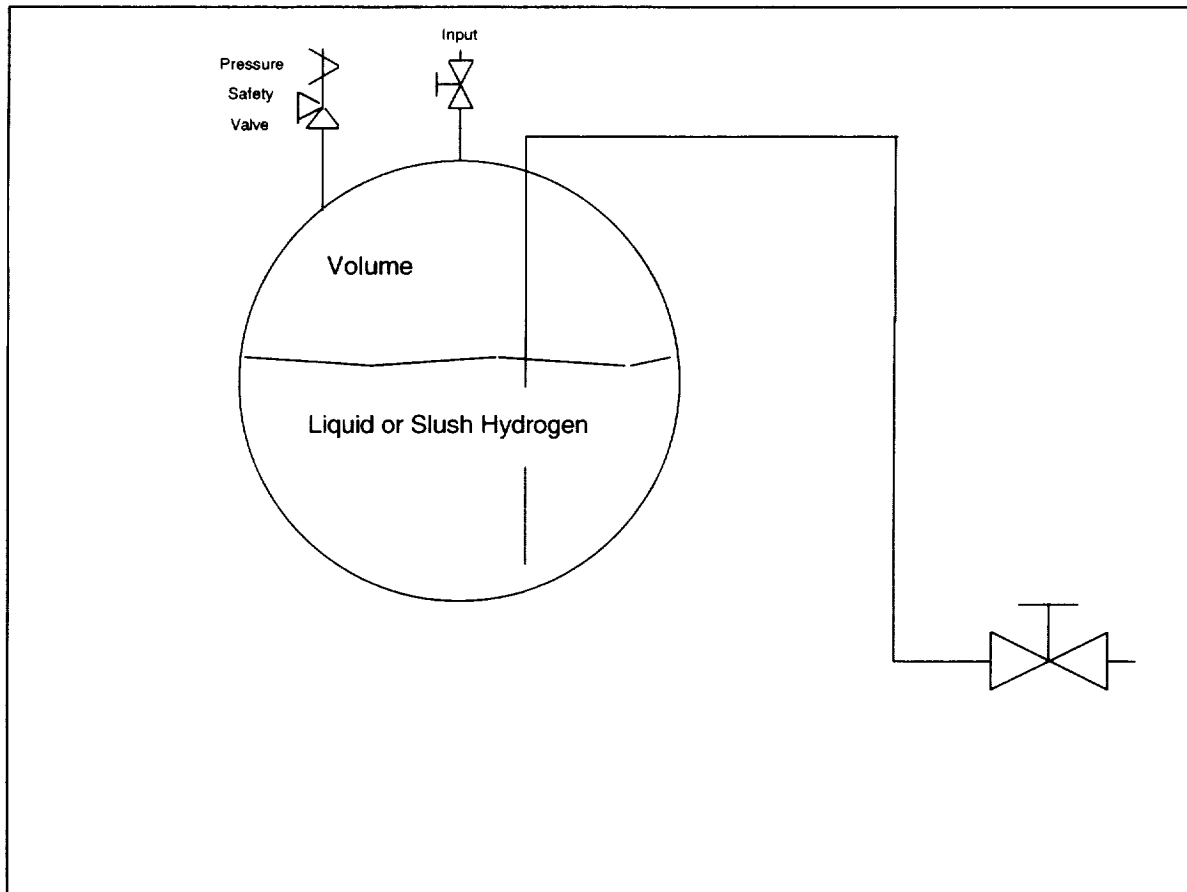 Input
Pressure
Safety
Valve
Volume
Liquid or Slush Hydrogen